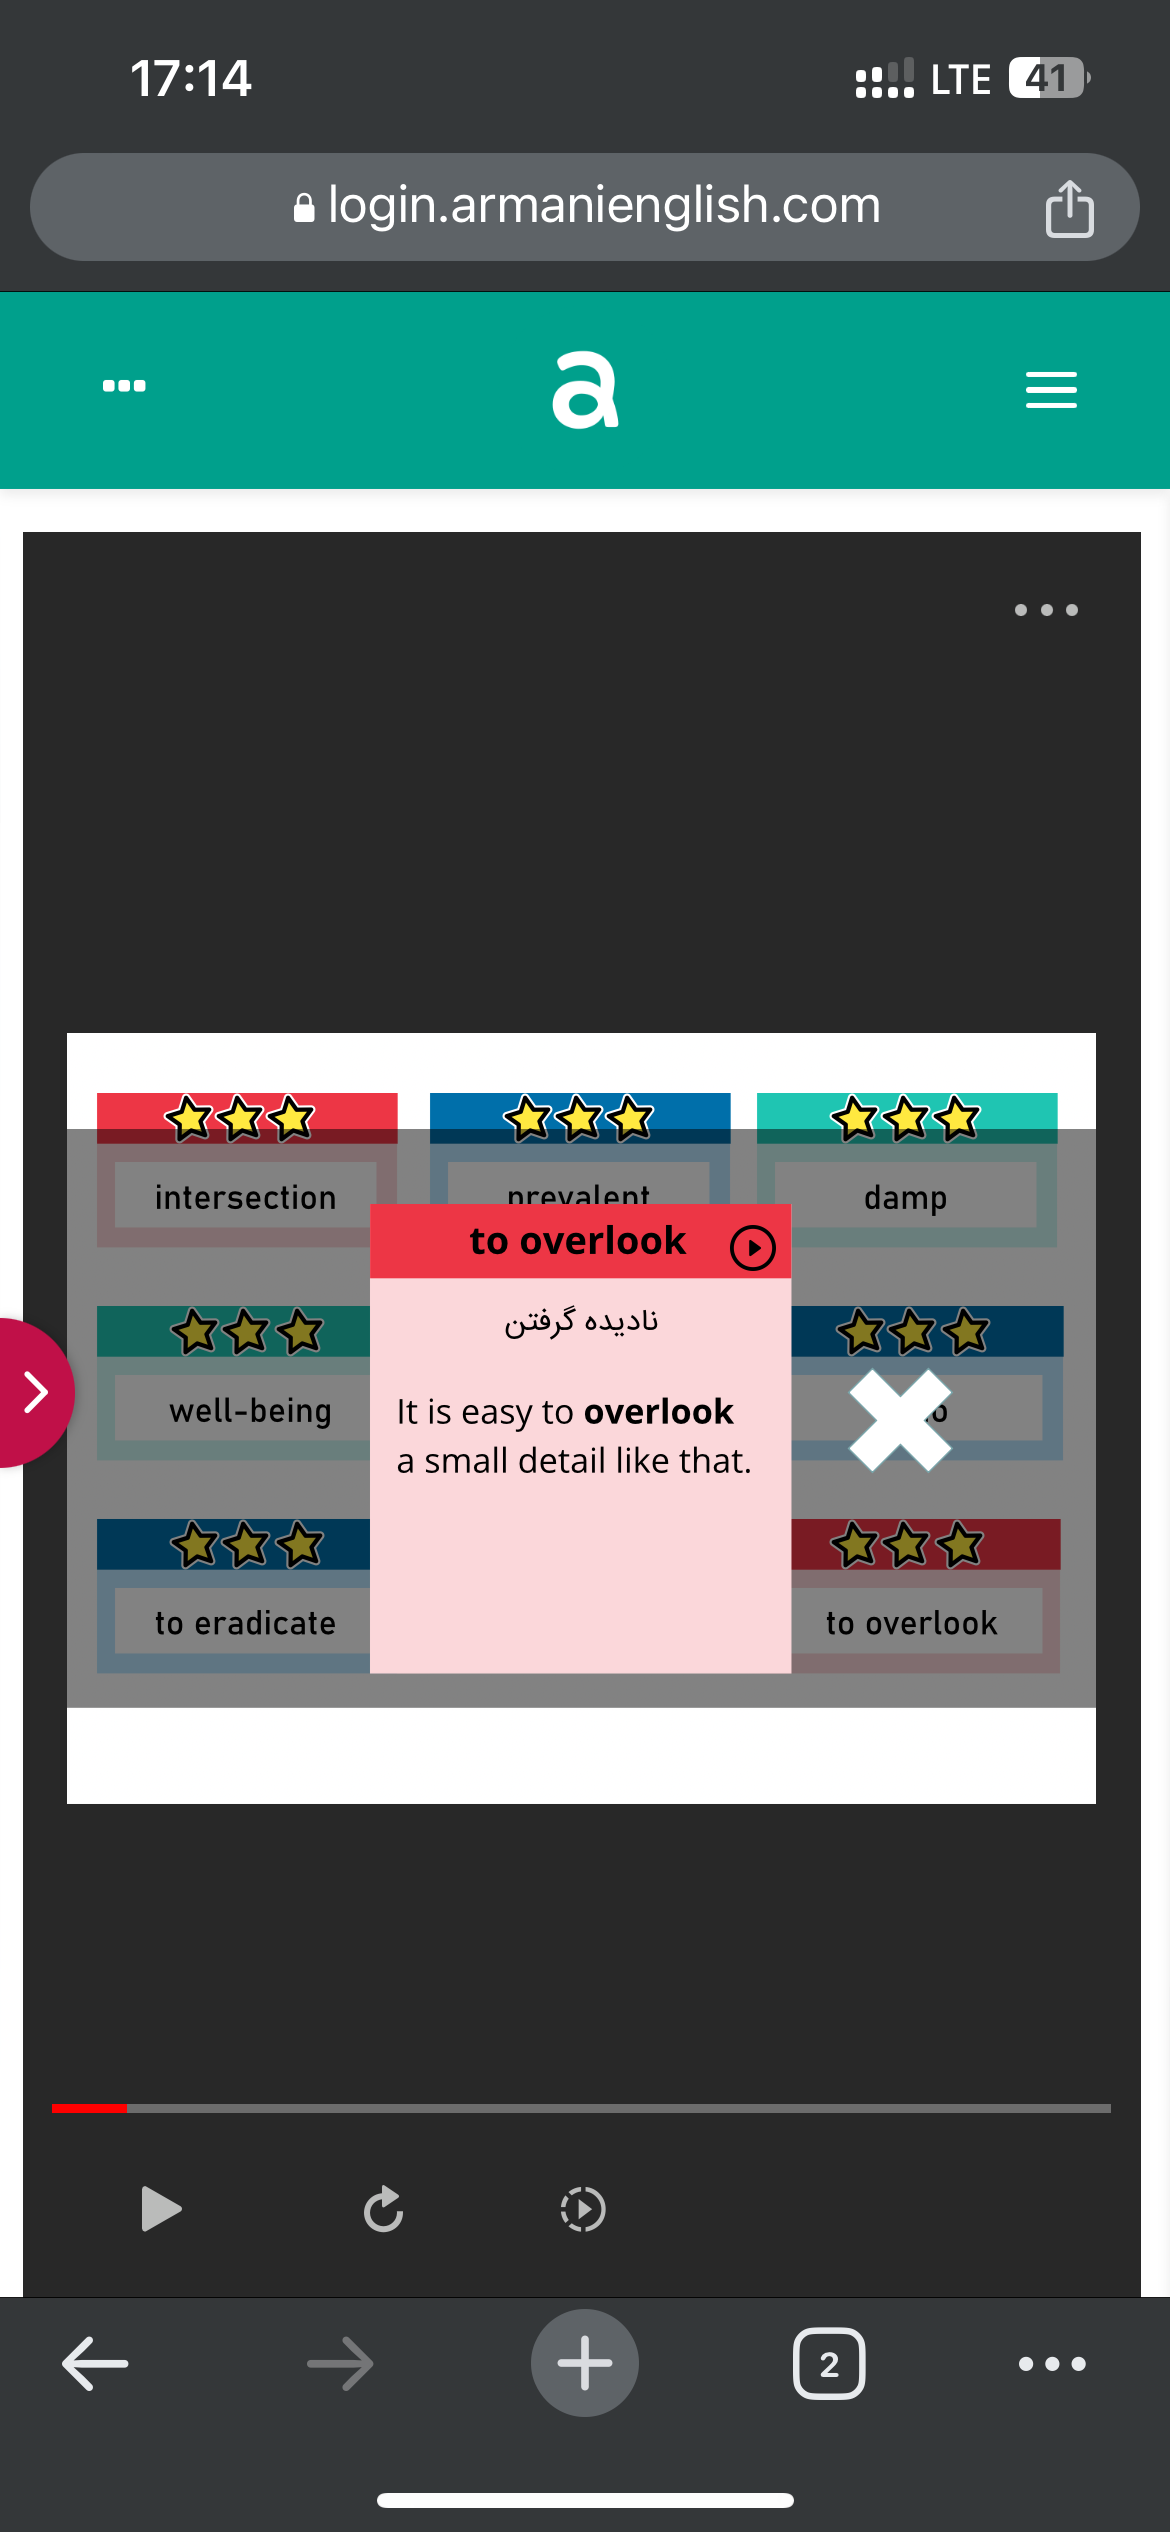 17:14
LTE
41
login.armanienglish.com
a
intersection
prevalent
damp
to overlook
نادیده گرفتن
It is easy to overlook
a small detail like that.
well-being
to eradicate
to overlook
2